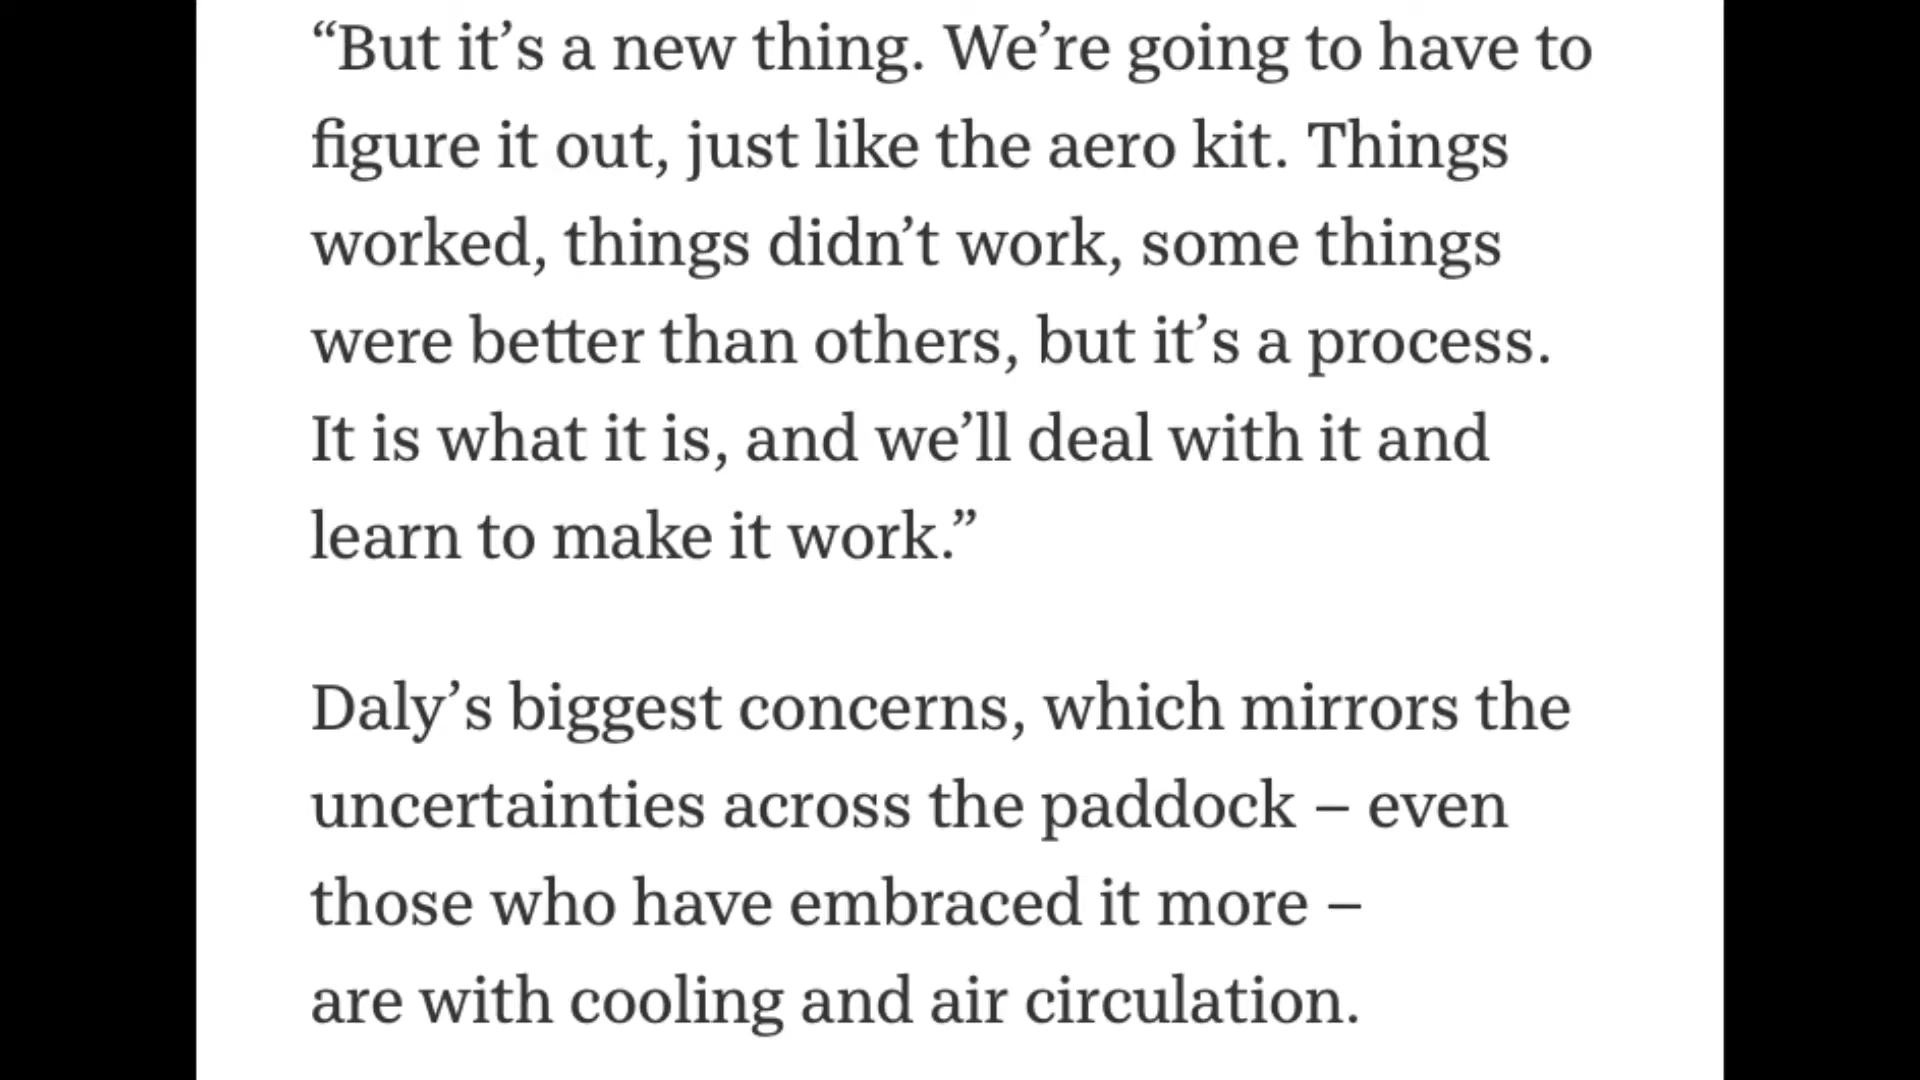 “But it’s a new thing. We’re going to have to
figure it out, just like the aero kit. Things
worked, things didn’t work, some things
were better than others, but it’s a process.
It is what it is, and we’ll deal with it and
learn to make it work.”
Daly’s biggest concerns, which mirrors the
uncertainties across the paddock – even
those who have embraced it more –
are with cooling and air circulation.